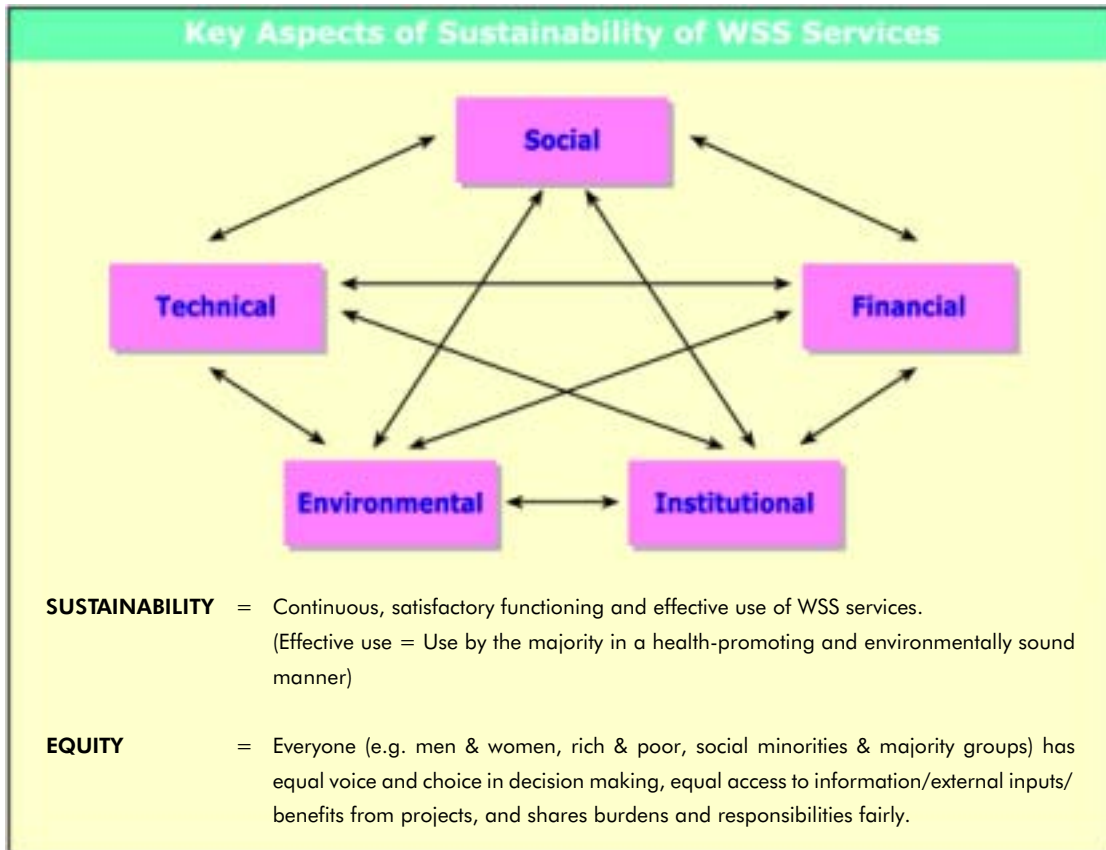 Key Aspects of Sustainability of WSS Services
Social
Technical
Financial
Environmental
Institutional
SUSTAINABILITY = Continuous, satisfactory functioning and effective use of WSS services.
(Effective use = Use by the majority in a health-promoting and environmentally sound
manner)
EQUITY = Everyone (e.g. men & women, rich & poor, social minorities & majority groups) has
equal voice and choice in decision making, equal access to information/external inputs/
benefits from projects, and shares burdens and responsibilities fairly.